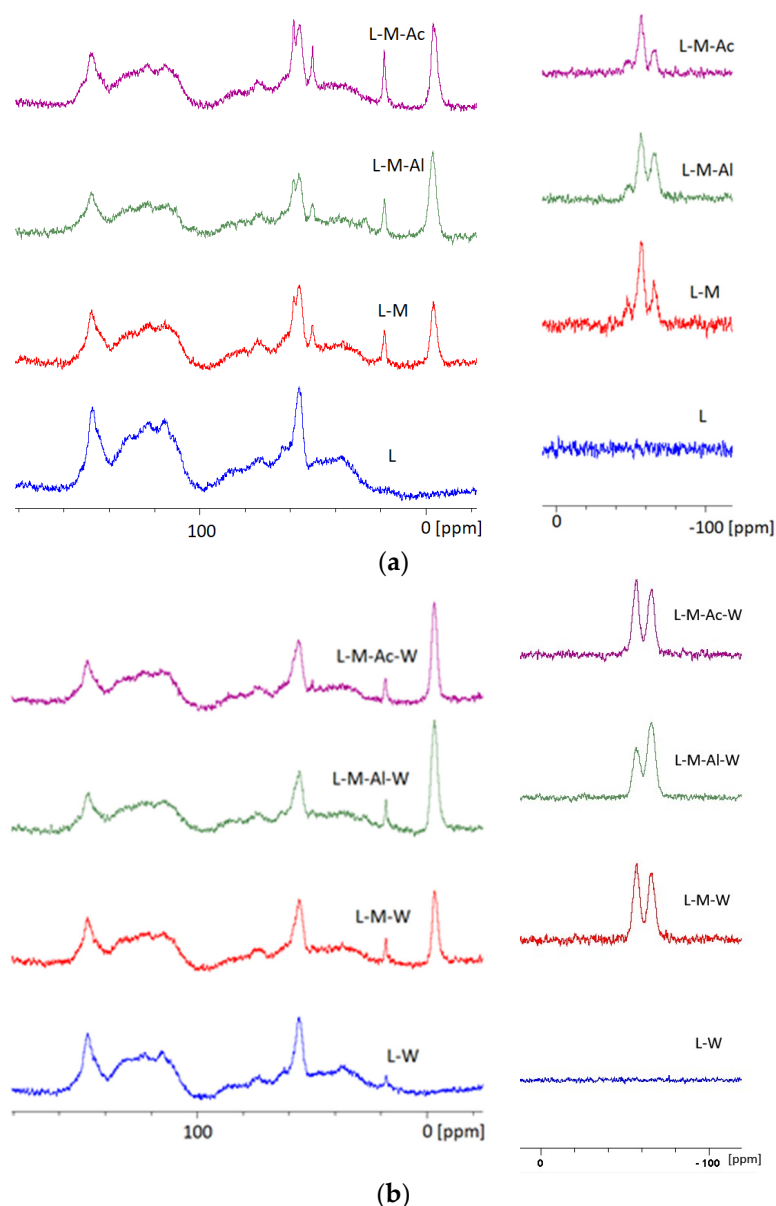 L-M-Ac
L-M-Al
L-M
L
100
0 [ppm]
L-M-Ac
L-M-Al
L-M
L
0
-100 [ppm]
(a)
L-M-Ac-W
L-M-Al-W
L-M-W
L-W
100
0 [ppm]
L-M-Ac-W
L-M-Al-W
L-M-W
L-W
0
-100 [ppm]
(b)